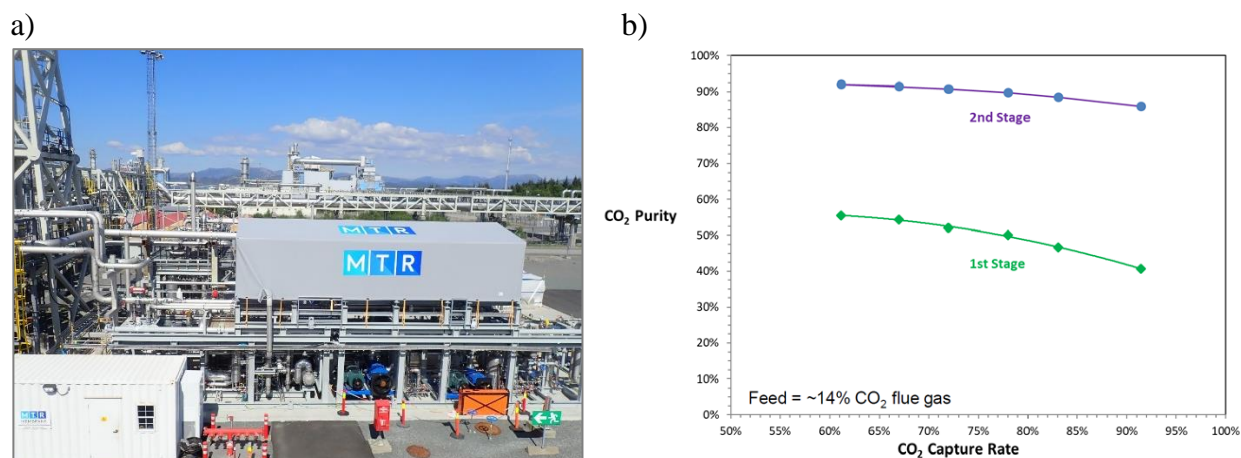 a)
b)
MTR
MTR
MTR
100%
90%
80%
70%
60%
50%
40%
30%
20%
10%
0%
CO₂ Purity
2nd Stage
1st Stage
Feed = ~14% CO₂ flue gas
50% 55% 60% 65% 70% 75% 80% 85% 90% 95% 100%
CO₂ Capture Rate